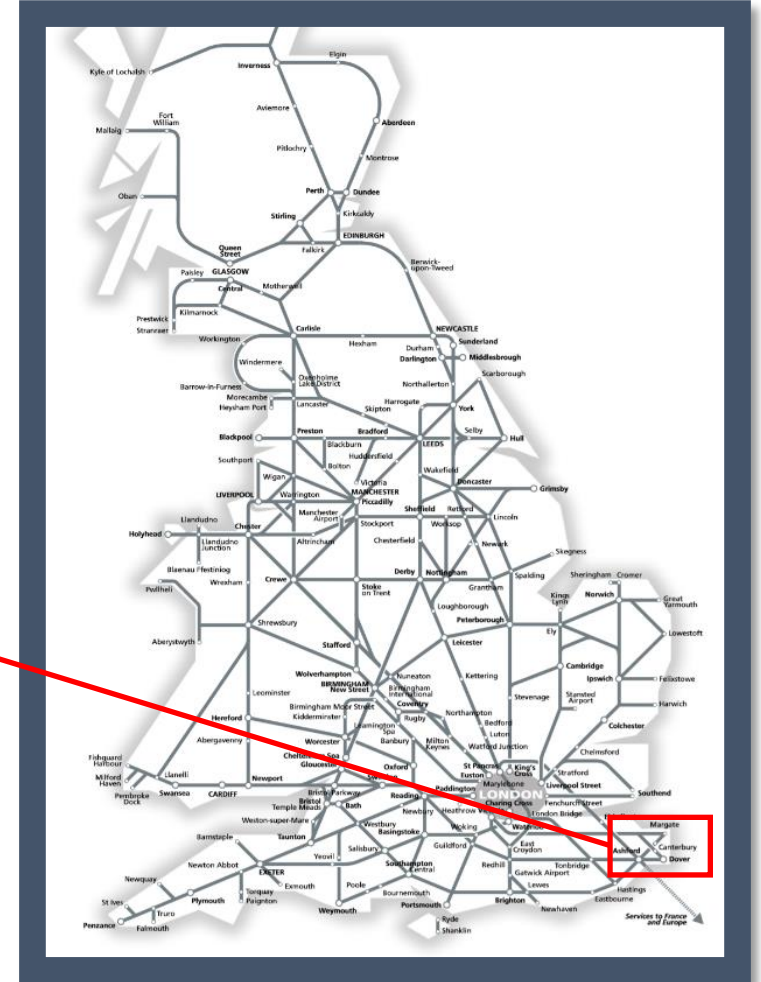 Elgin
Inverness
Kyle of Lochalsh
Aviemore
Fort
William
Aberdeen
Mallaig
Pitlochry
Montrose
Perth
Dundee
Oban
Kirkcaldy
Stirling
EDINBURGH
Queen
Street
Falkirk
Berwick-
upon-Tweed
Paisley
GLASGOW
Central
Motherwell
Prestwick
Kilmarnock
Stranraer
Carlisle
NEWCASTLE
Workington
Hexham
Sunderland
Durham
Darlington
Middlesbrough
Windermere
Oxenholme
Lake District
Scarborough
Barrow-in-Furness
Northallerton
Morecambe
Heysham Port
Lancaster
Harrogate
Skipton
York
Blackpool
Preston
Bradford
Selby
Hull
Blackburn
LEEDS
Southport
Huddersfield
Bolton
Wakefield
Wigan
Victoria
MANCHESTER
Piccadilly
Doncaster
Grimsby
LIVERPOOL
Warrington
Manchester
Airport
Sheffield
Retford
Lincoln
Llandudno
Chester
Stockport
Worksop
Holyhead
Llandudno
Junction
Altrincham
Chesterfield
Newark
Skegness
Blaenau Ffestiniog
Derby
Nottingham
Pwllheli
Wrexham
Crewe
Stoke
on Trent
Grantham
Spalding
Sheringham
Cromer
Kings
Lynn
Norwich
Great
Yarmouth
Loughborough
Shrewsbury
Peterborough
Aberystwyth
Stafford
Leicester
Ely
Lowestoft
Wolverhampton
Nuneaton
Kettering
Cambridge
BIRMINGHAM
New Street
Birmingham
International
Ipswich
Felixstowe
Leominster
Coventry
Stevenage
Stansted
Airport
Harwich
Birmingham Moor Street
Rugby
Northampton
Hereford
Kidderminster
Leamington
Spa
Bedford
Colchester
Abergavenny
Worcester
Banbury
Milton
Keynes
Luton
Cheltenham Spa
Watford Junction
Chelmsford
Fishguard
Harbour
Gloucester
Oxford
St Pancras
King's
Cross
Stratford
Milford
Haven
Llanelli
Newport
Swindon
Euston
Marylebone
Liverpool Street
Pembroke
Dock
Swansea
CARDIFF
Bristol Parkway
Reading
Paddington
LONDON
Southend
Bristol
Temple Meads
Bath
Newbury
Heathrow
Charing Cross
Fenchurch Street
Weston-super-Mare
Westbury
London Bridge
Waterloo
Margate
Barnstaple
Taunton
Basingstoke
Woking
East
Croydon
Canterbury
Salisbury
Guildford
Ashford
Newton Abbot
Yeovil
Southampton
Central
Redhill
Tonbridge
Dover
EXETER
Gatwick Airport
Newquay
Exmouth
Poole
Lewes
Hastings
Plymouth
Torquay
Paignton
Bournemouth
Brighton
Eastbourne
St Ives
Weymouth
Portsmouth
Newhaven
Truro
Ryde
Services to France
and Europe
Penzance
Falmouth
Shanklin